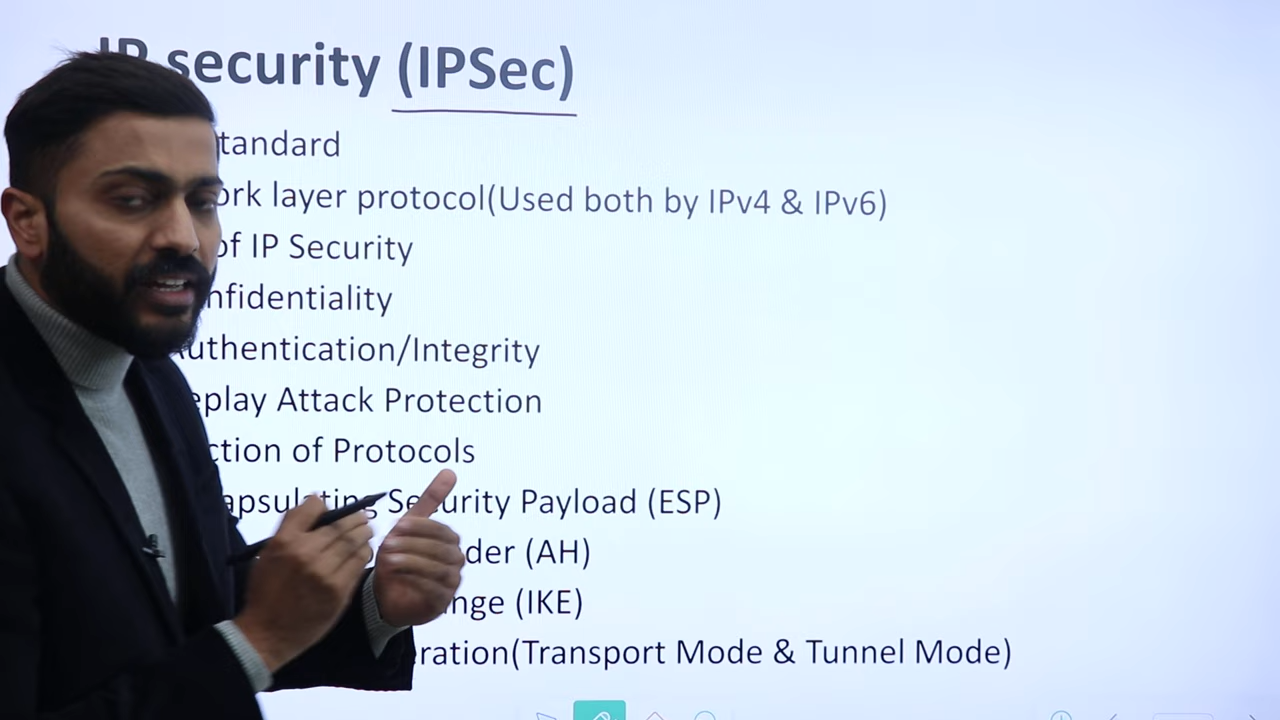 IP security (IPSec)
tandard
ork layer protocol(Used both by IPv4 & IPv6)
of IP Security
nfidentiality
Authentication/Integrity
eplay Attack Protection
ction of Protocols
apsulating Security Payload (ESP)
der (AH)
nge (IKE)
ration(Transport Mode & Tunnel Mode)